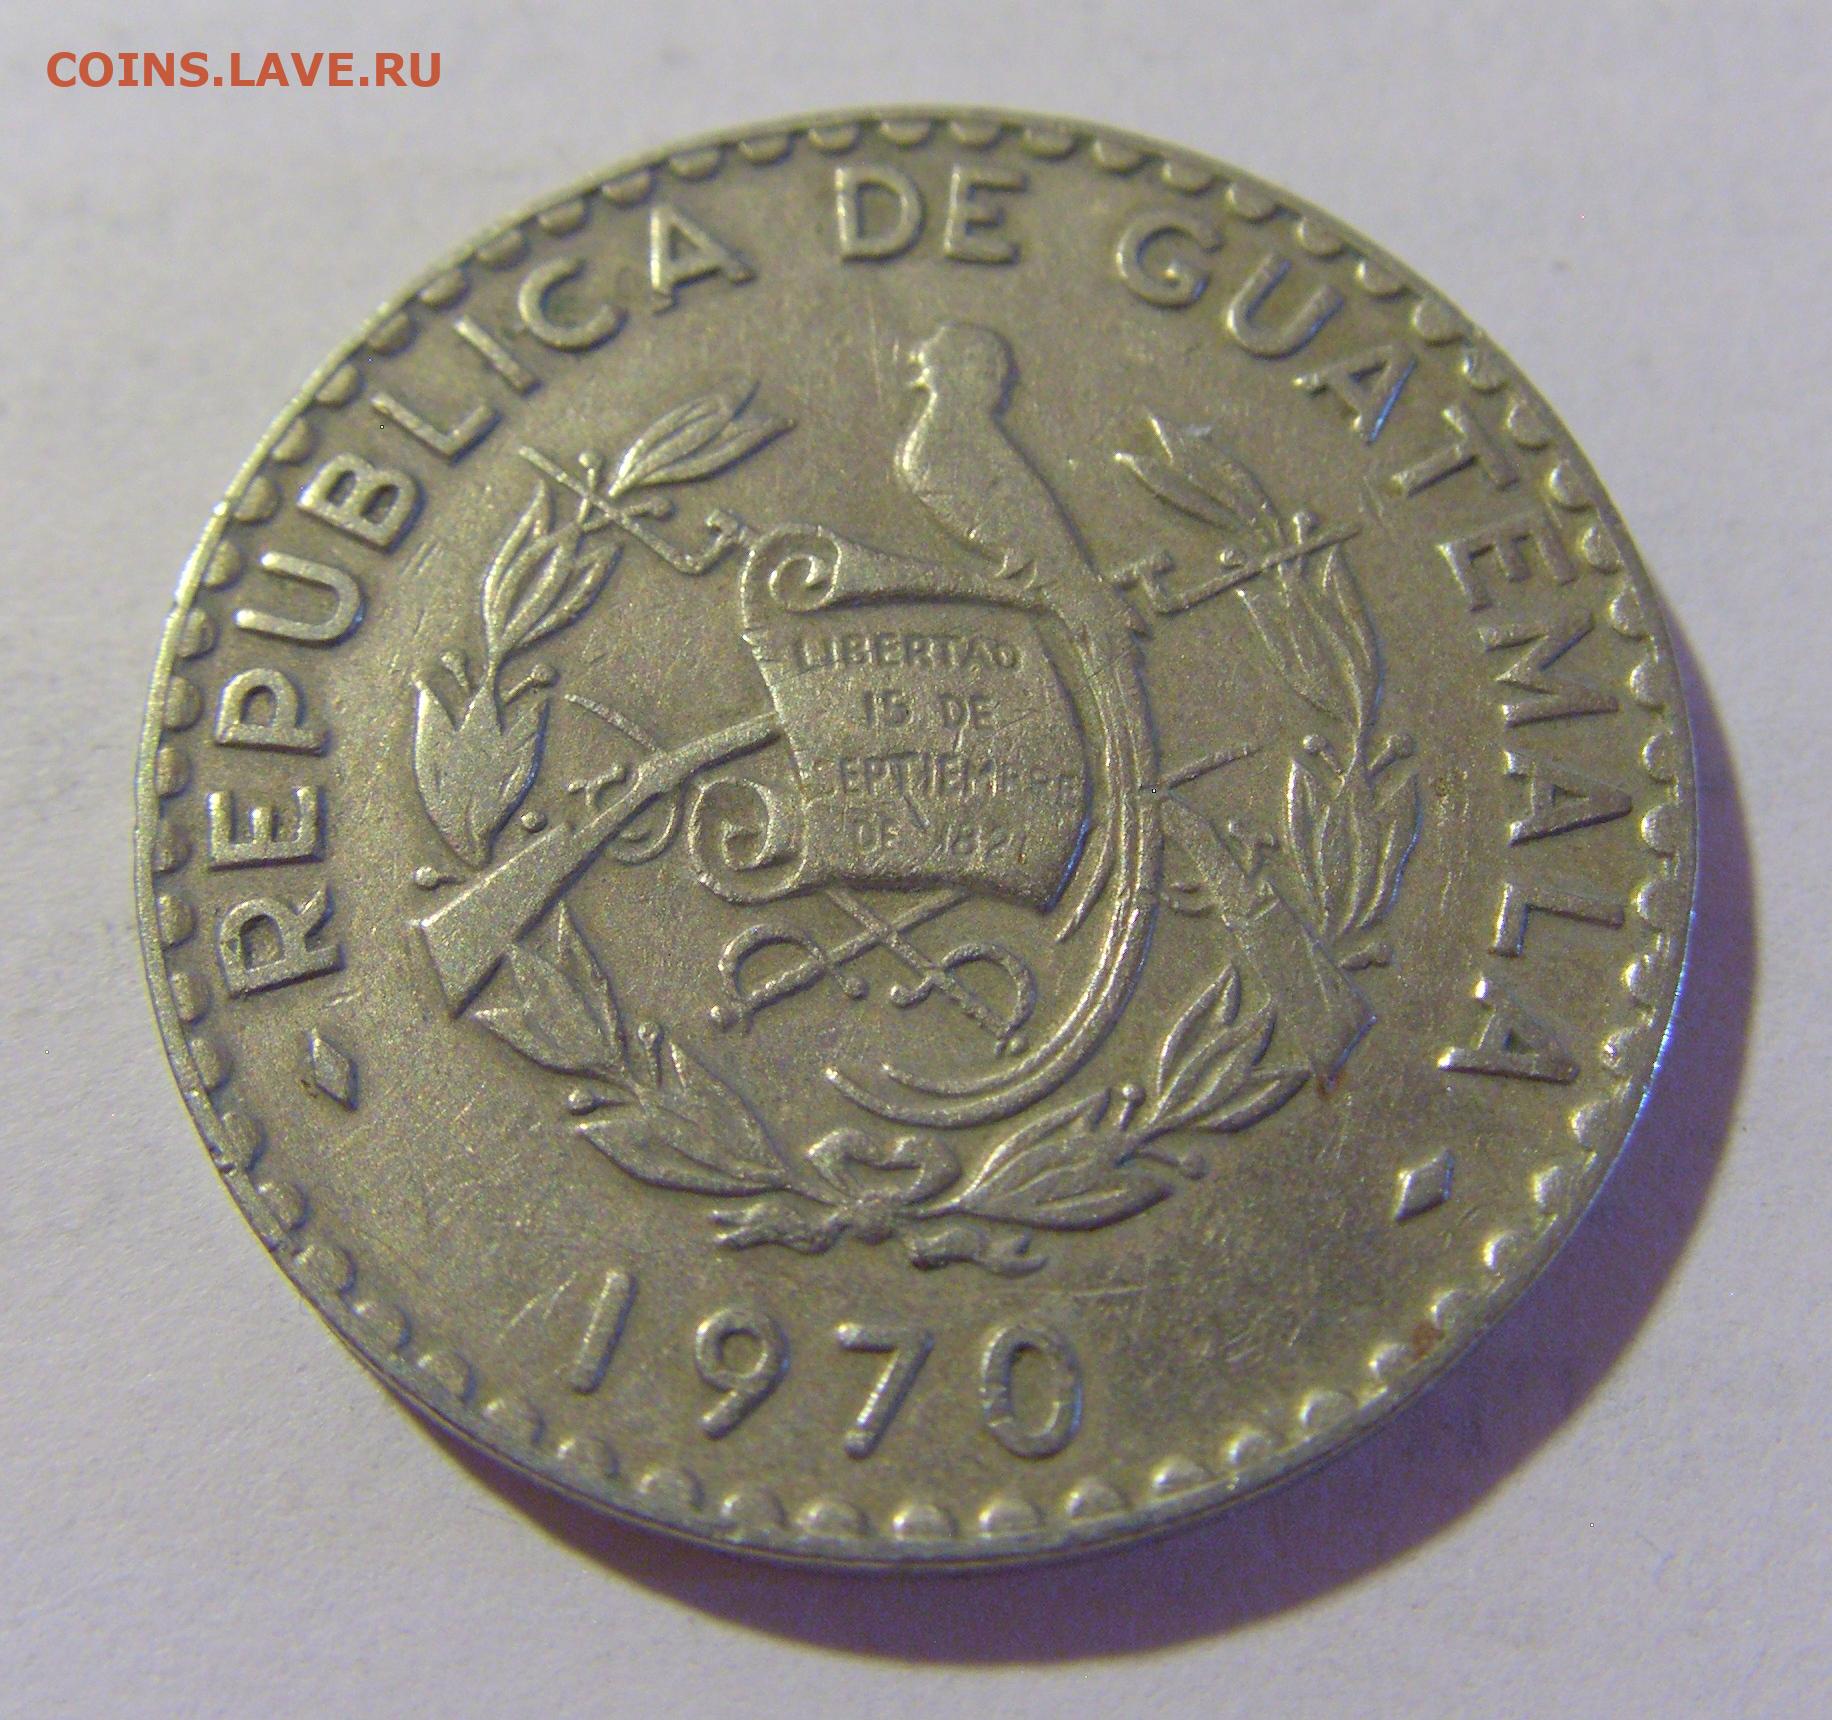 COINS.LAVE.RU
REPUBLICA DE GUATEMALA
LIBERTAD
15 DE
SEPTIEMBRE
DE 1821
1970